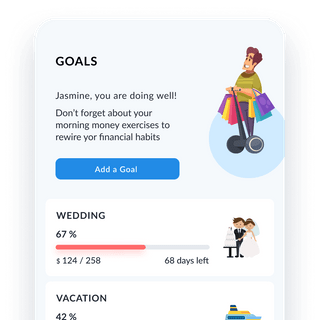 GOALS
Jasmine, you are doing well!
Don't forget about your
morning money exercises to
rewire yor financial habits
Add a Goal
WEDDING
67 %
$ 124 / 258
68 days left
VACATION
42 %